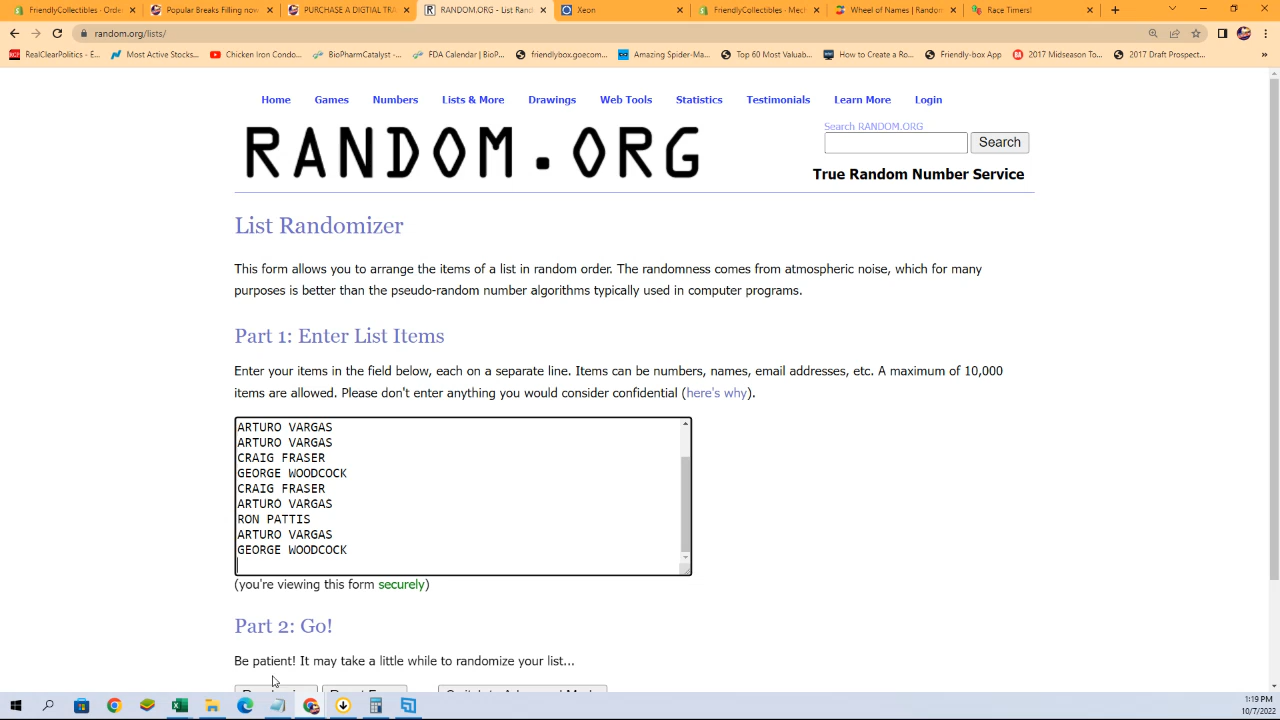 FriendlyCollectibles - Order
Popular Breaks Filling now
PURCHASE A DIGTIAL TRA
RANDOM.ORG - List Rand
Xeon
FriendlyCollectibles - Mech
Wheel of Names | Random
Race Timers!
random.org/lists/
RealClearPolitics - E...
Most Active Stocks...
Chicken Iron Condo...
BioPharmCatalyst -...
FDA Calendar | BioP...
friendlybox.goecom...
Amazing Spider-Ma...
Top 60 Most Valuab...
How to Create a Ro...
Friendly-box App
2017 Midseason To...
2017 Draft Prospect...
Home Games Numbers Lists & More Drawings Web Tools Statistics Testimonials Learn More Login
RANDOM.ORG
Search RANDOM.ORG
Search
True Random Number Service
List Randomizer
This form allows you to arrange the items of a list in random order. The randomness comes from atmospheric noise, which for many
purposes is better than the pseudo-random number algorithms typically used in computer programs.
Part 1: Enter List Items
Enter your items in the field below, each on a separate line. Items can be numbers, names, email addresses, etc. A maximum of 10,000
items are allowed. Please don't enter anything you would consider confidential (here's why).
ARTURO VARGAS
ARTURO VARGAS
CRAIG FRASER
GEORGE WOODCOCK
CRAIG FRASER
ARTURO VARGAS
RON PATTIS
ARTURO VARGAS
GEORGE WOODCOCK
(you're viewing this form securely)
Part 2: Go!
Be patient! It may take a little while to randomize your list...
1:19 PM
10/7/2022